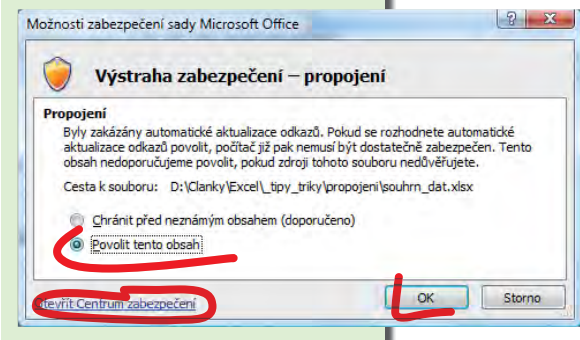 Možnosti zabezpečení sady Microsoft Office
Výstraha zabezpečení – propojení
Propojení
Byly zakázány automatické aktualizace odkazů. Pokud se rozhodnete automatické
aktualizace odkazů povolit, počítač již pak nemusí být dostatečně zabezpečen. Tento
obsah nedoporučujeme povolit, pokud zdroji tohoto souboru nedůvěřujete.
Cesta k souboru: D:\Clanky\Excel\_tipy_triky\propojeni\souhrn_dat.xlsx
Chránit před neznámým obsahem (doporučeno)
Povolit tento obsah
Otevřít Centrum zabezpečení
OK
Storno